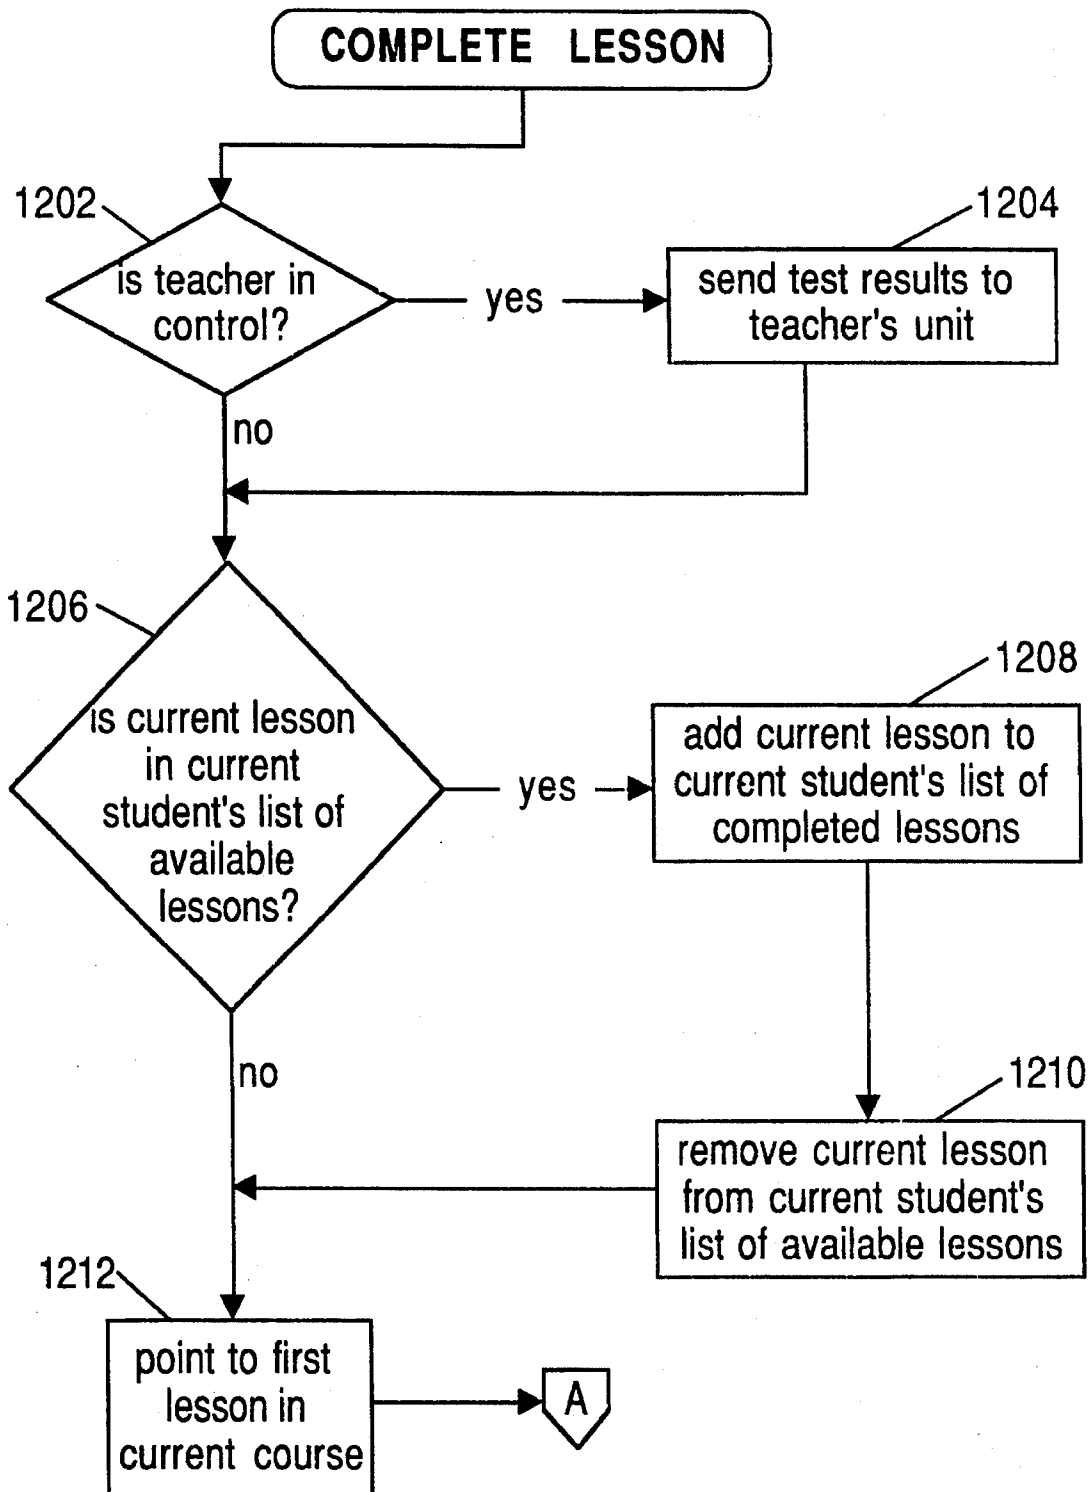 COMPLETE LESSON
1202
is teacher in
control?
yes
1204
send test results to
teacher's unit
no
1206
is current lesson
in current
student's list of
available
lessons?
yes
1208
add current lesson to
current student's list of
completed lessons
no
1210
remove current lesson
from current student's
list of available lessons
1212
point to first
lesson in
current course
A